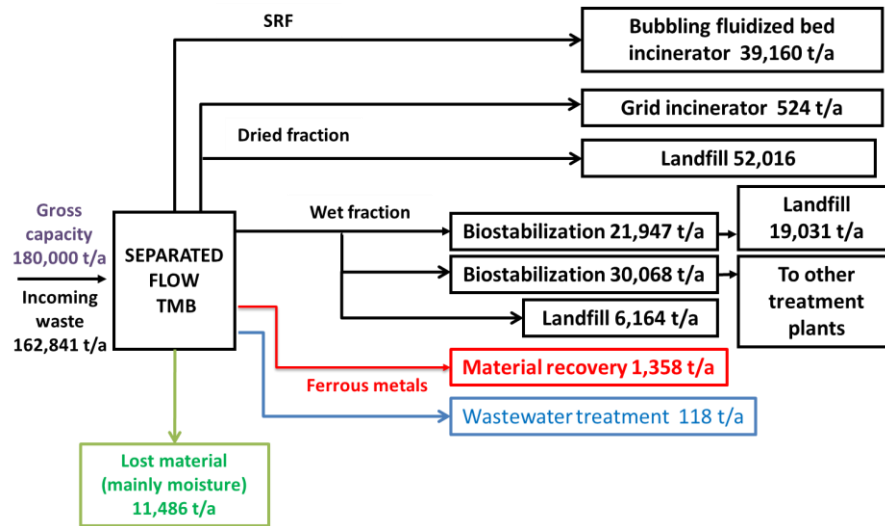 SRF
Bubbling fluidized bed
incinerator 39,160 t/a
Grid incinerator 524 t/a
Dried fraction
Landfill 52,016
Gross
capacity
180,000 t/a
Incoming
waste
162,841 t/a
SEPARATED
FLOW
TMB
Wet fraction
Biostabilization 21,947 t/a
Landfill
19,031 t/a
Biostabilization 30,068 t/a
To other
treatment
plants
Landfill 6,164 t/a
Ferrous metals
Material recovery 1,358 t/a
Wastewater treatment 118 t/a
Lost material
(mainly moisture)
11,486 t/a